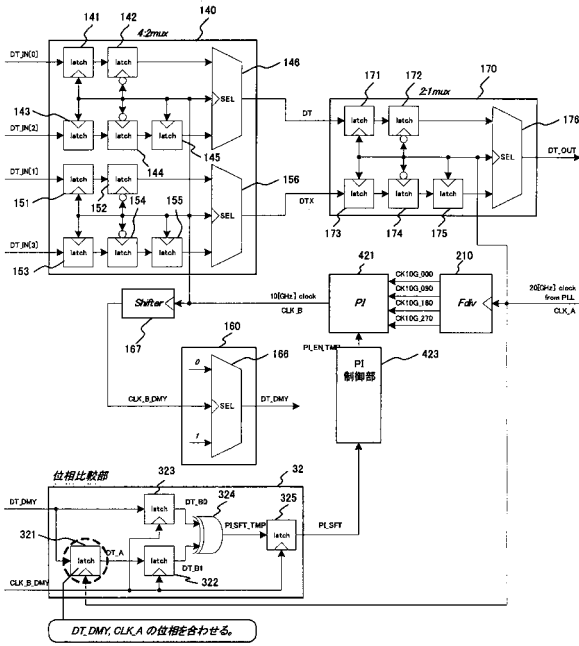 141
142
4:2mux
140
DT_IN[0]
latch
latch
146
SEL
143
DT_IN[2]
latch
latch
latch
144
145
DT_IN[1]
latch
latch
151
152
154
155
156
SEL
DT_IN[3]
latch
latch
latch
153
DT
DTX
171
172
170
2:1mux
latch
latch
176
SEL
DT_OUT
latch
latch
latch
173
174
175
421
210
PI
Fdiv
CK10G_000
CK10G_090
CK10G_180
CK10G_270
20[GHz] clock
from PLL
CLK_A
10[GHz] clock
CLK_B
Shifter
167
160
166
0
SEL
1
CLK_B_DMY
DT_DMY
PI_EN_TMP
PI
制御部
423
位相比較部
32
323
324
325
DT_DMY
latch
DT_B0
321
latch
DT_A
latch
DT_B1
322
PI_SFT_TMP
latch
PI_SFT
CLK_B_DMY
DT_DMY, CLK_A の位相を合わせる。